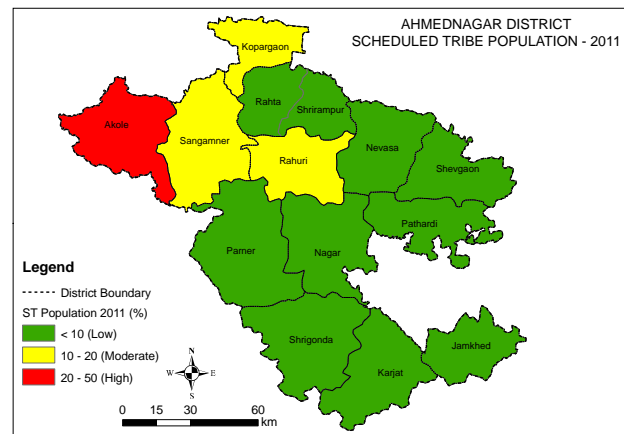 AHMEDNAGAR DISTRICT
SCHEDULED TRIBE POPULATION - 2011
Kopargaon
Rahta
Shrirampur
Akole
Sangamner
Nevasa
Rahuri
Shevgaon
Pathardi
Parner
Nagar
Shrigonda
Karjat
Jamkhed
Legend
District Boundary
ST Population 2011 (%)
< 10 (Low)
10 - 20 (Moderate)
20 - 50 (High)
N
W
E
S
0 15 30 60
km